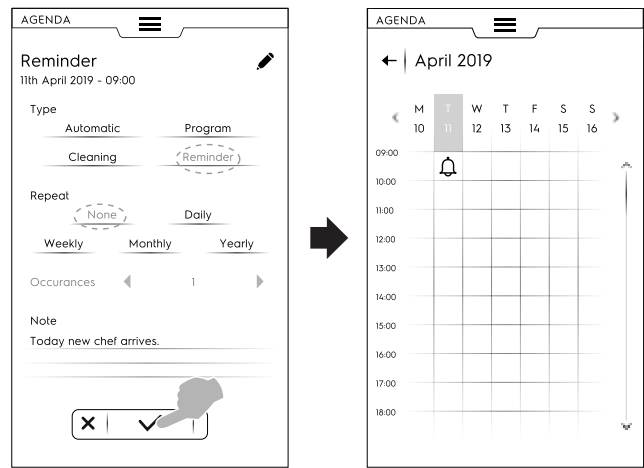 AGENDA
Reminder
11th April 2019 - 09:00
Type
Automatic Program
Cleaning Reminder
Repeat
None Daily
Weekly Monthly Yearly
Occurances 1
Note
Today new chef arrives.
AGENDA
April 2019
M T W T F S S
10 11 12 13 14 15 16
09:00
10:00
11:00
12:00
13:00
14:00
15:00
16:00
17:00
18:00